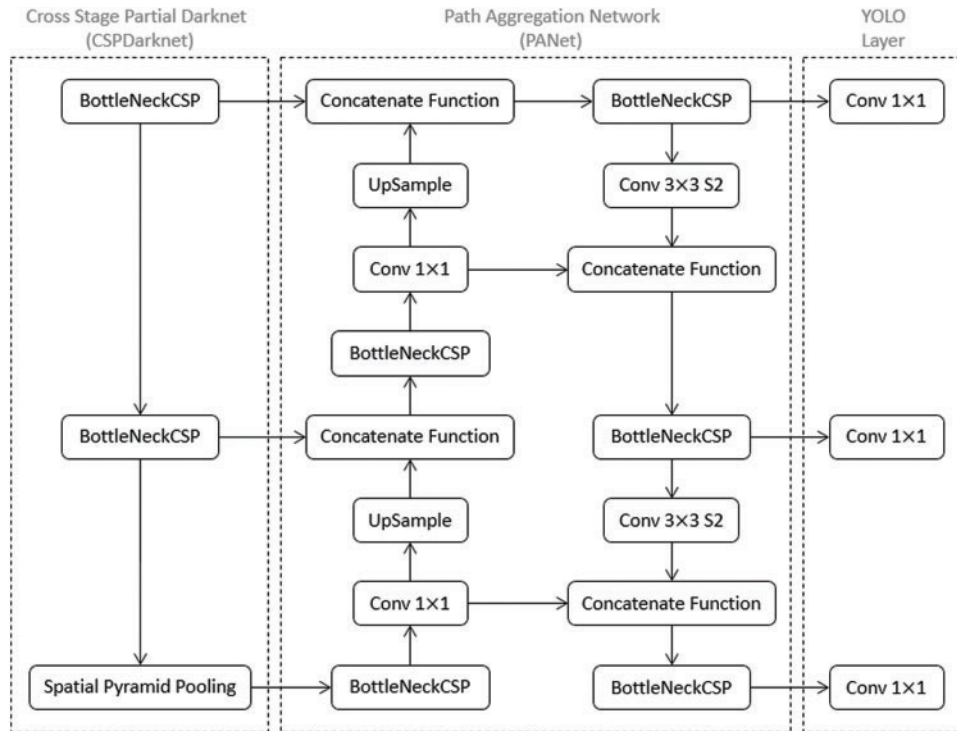 Cross Stage Partial Darknet
(CSPDarknet)
Path Aggregation Network
(PANet)
YOLO
Layer
BottleNeckCSP
Concatenate Function
BottleNeckCSP
Conv 1×1
UpSample
Conv 3×3 S2
Conv 1×1
Concatenate Function
BottleNeckCSP
BottleNeckCSP
Concatenate Function
BottleNeckCSP
Conv 1×1
UpSample
Conv 3×3 S2
Conv 1×1
Concatenate Function
Spatial Pyramid Pooling
BottleNeckCSP
BottleNeckCSP
Conv 1×1